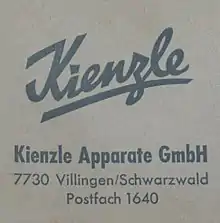 Kienzle
Kienzle Apparate GmbH
7730 Villingen/Schwarzwald
Postfach 1640